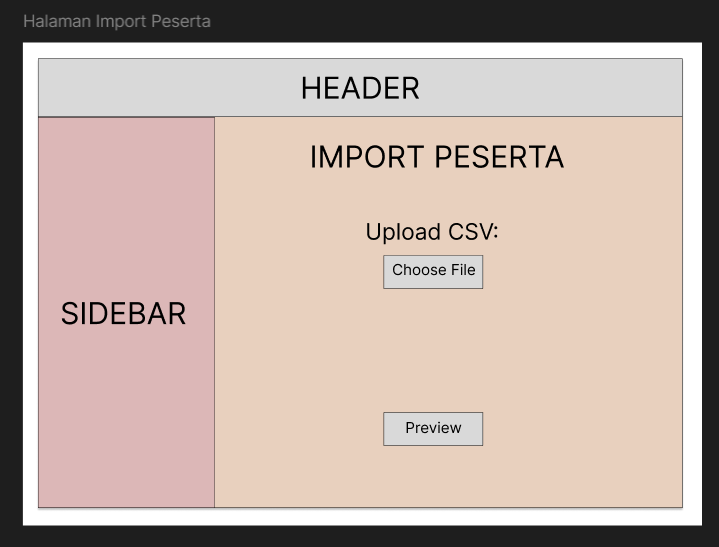 Halaman Import Peserta
HEADER
IMPORT PESERTA
Upload CSV:
Choose File
SIDEBAR
Preview